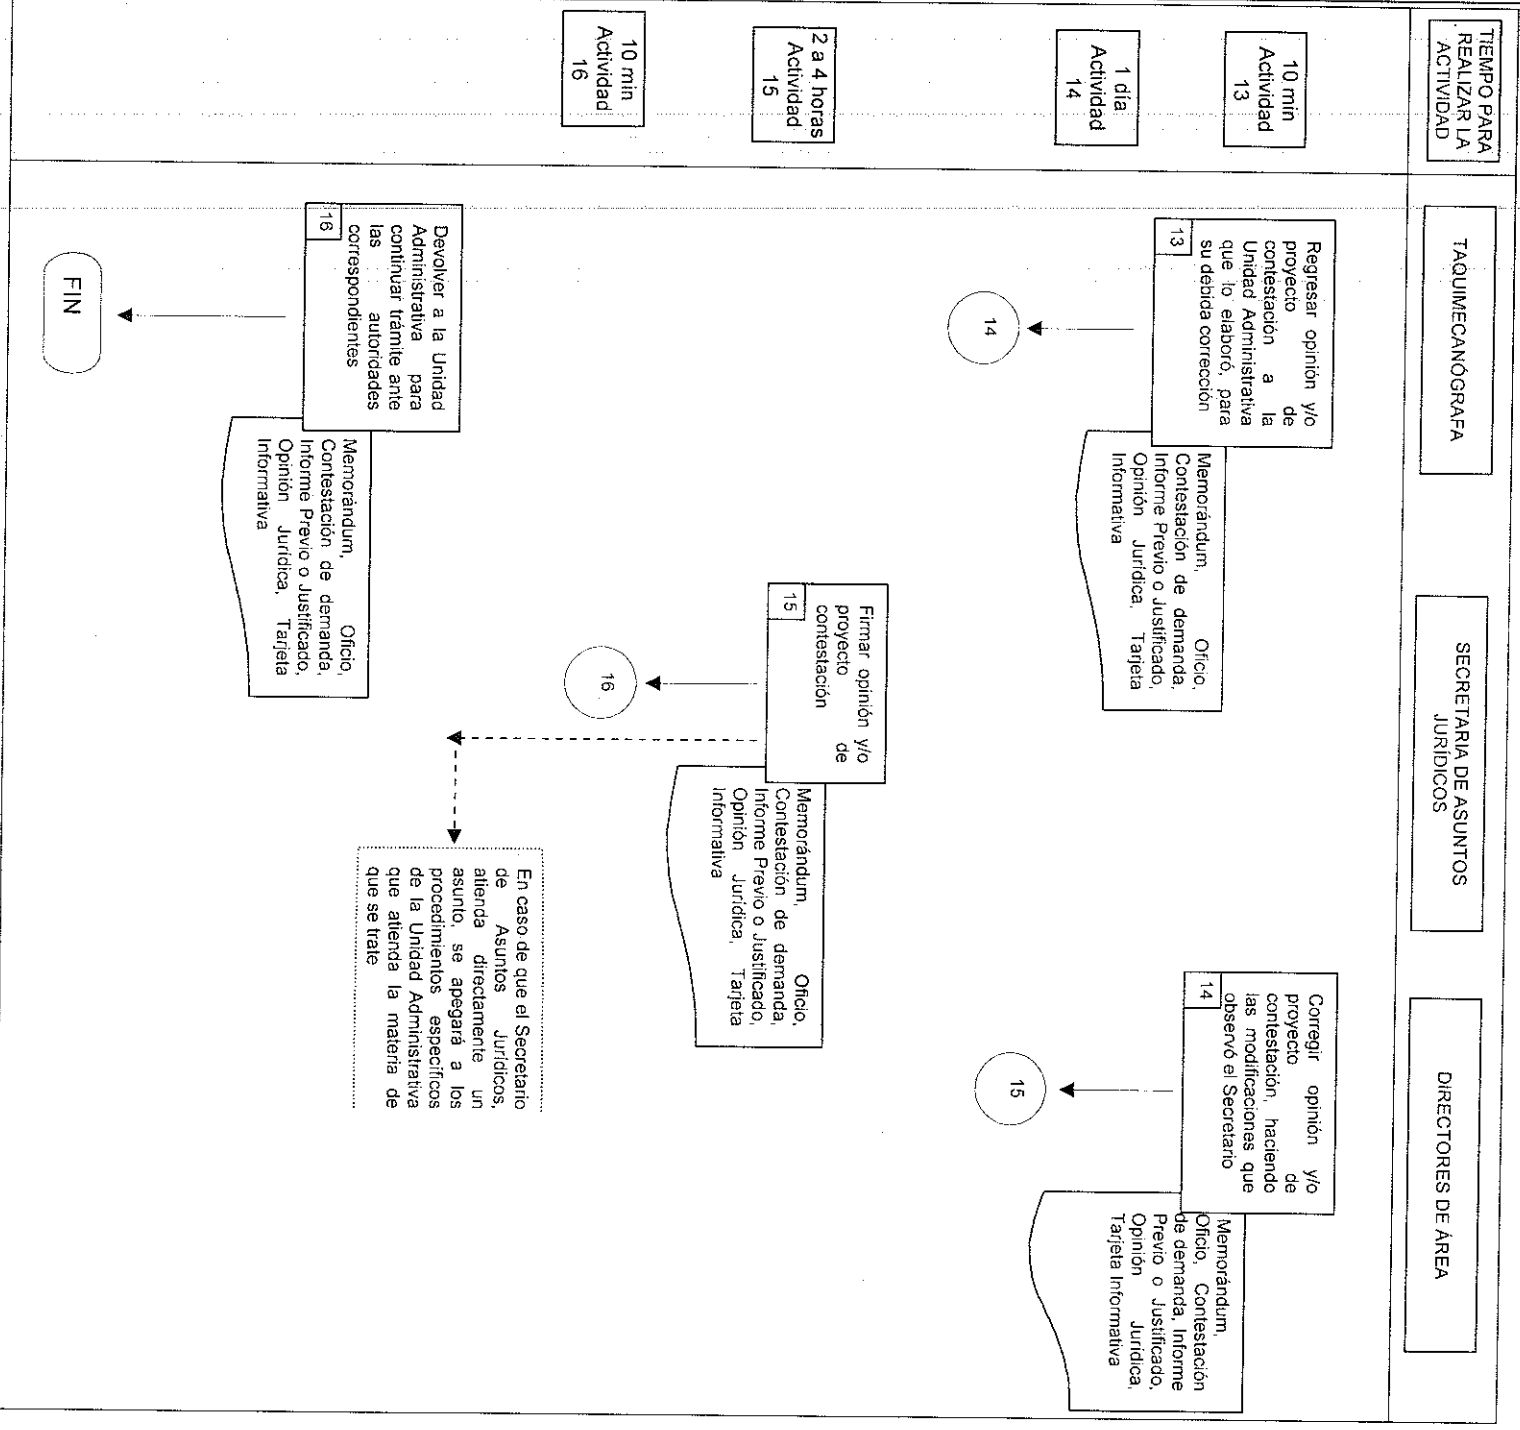 TIEMPO PARA
REALIZAR LA
ACTIVIDAD
TAQUIMECANÓGRAFA
SECRETARIA DE ASUNTOS
JURÍDICOS
DIRECTORES DE ÁREA
10 min
Actividad
13
Regresar opinión y/o
proyecto de
contestación a la
Unidad Administrativa
que lo elaboró, para
su debida corrección
13
Memorándum, Oficio,
Contestación de demanda,
Informe Previo o Justificado,
Opinión Jurídica, Tarjeta
Informativa
14
Corregir opinión y/o
proyecto de
contestación, haciendo
las modificaciones que
observó el Secretario
14
Memorándum,
Oficio, Contestación
de demanda, Informe
Previo o Justificado,
Opinión Jurídica,
Tarjeta Informativa
15
1 día
Actividad
14
2 a 4 horas
Actividad
15
Firmar opinión y/o
proyecto de
contestación
15
Memorándum, Oficio,
Contestación de demanda,
Informe Previo o Justificado,
Opinión Jurídica, Tarjeta
Informativa
16
En caso de que el Secretario
de Asuntos Jurídicos,
atienda directamente un
asunto, se apegará a los
procedimientos específicos
de la Unidad Administrativa
que atienda la materia de
que se trate
10 min
Actividad
16
Devolver a la Unidad
Administrativa para
continuar trámite ante
las autoridades
correspondientes
16
Memorándum, Oficio,
Contestación de demanda,
Informe Previo o Justificado,
Opinión Jurídica, Tarjeta
Informativa
FIN